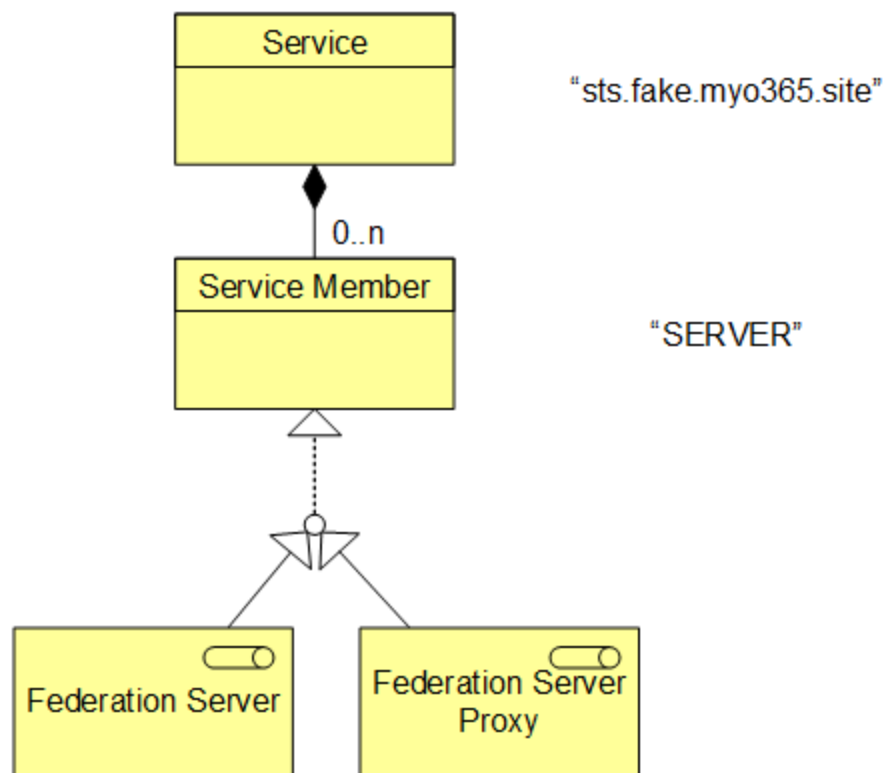 Service
“sts.fake.myo365.site”
0..n
Service Member
“SERVER”
Federation Server
Federation Server
Proxy